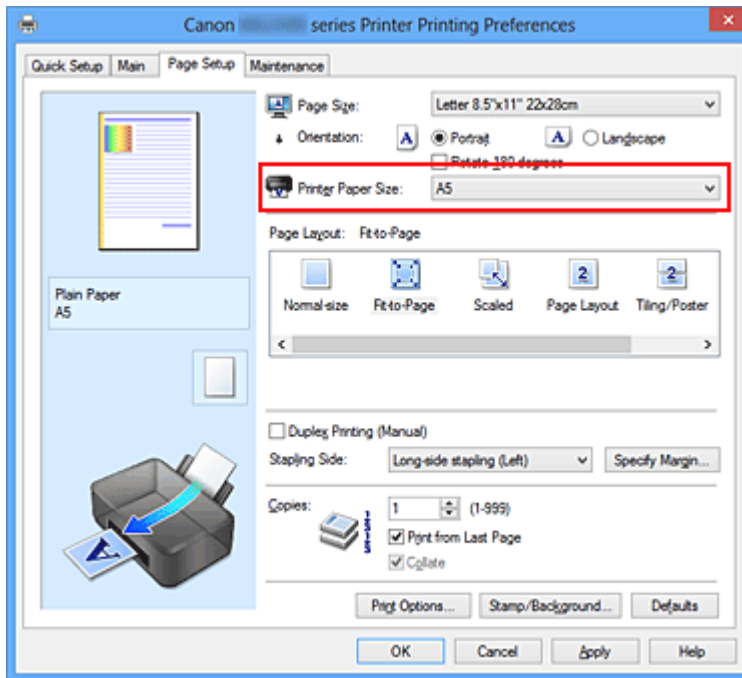 Canon series Printer Printing Preferences
Quick Setup Main Page Setup Maintenance
Page Size: Letter 8.5"x11" 22x28cm
Orientation: A Portrait A Landscape
Rotate 180 degrees
Printer Paper Size: A5
Page Layout: Fit-to-Page
Normal-size Fit-to-Page Scaled Page Layout Tiling/Poster
Plain Paper
A5
Duplex Printing (Manual)
Stapling Side: Long-side stapling (Left) Specify Margin...
Copies: 1 (1-999)
Print from Last Page
Collate
Print Options... Stamp/Background... Defaults
OK Cancel Apply Help